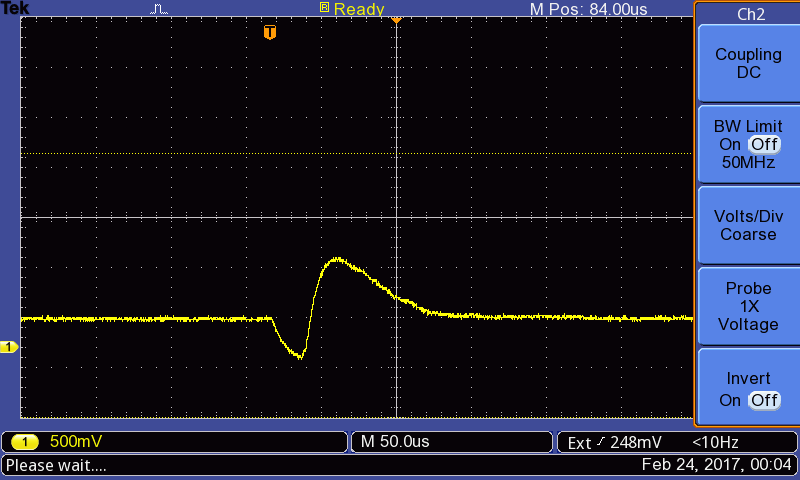 Tek
R Ready
M Pos: 84.00us
T
1
Ch2
Coupling
DC
BW Limit
On Off
50MHz
Volts/Div
Coarse
Probe
1X
Voltage
Invert
On Off
1 500mV
M 50.0us
Ext 248mV <10Hz
Please wait....
Feb 24, 2017, 00:04